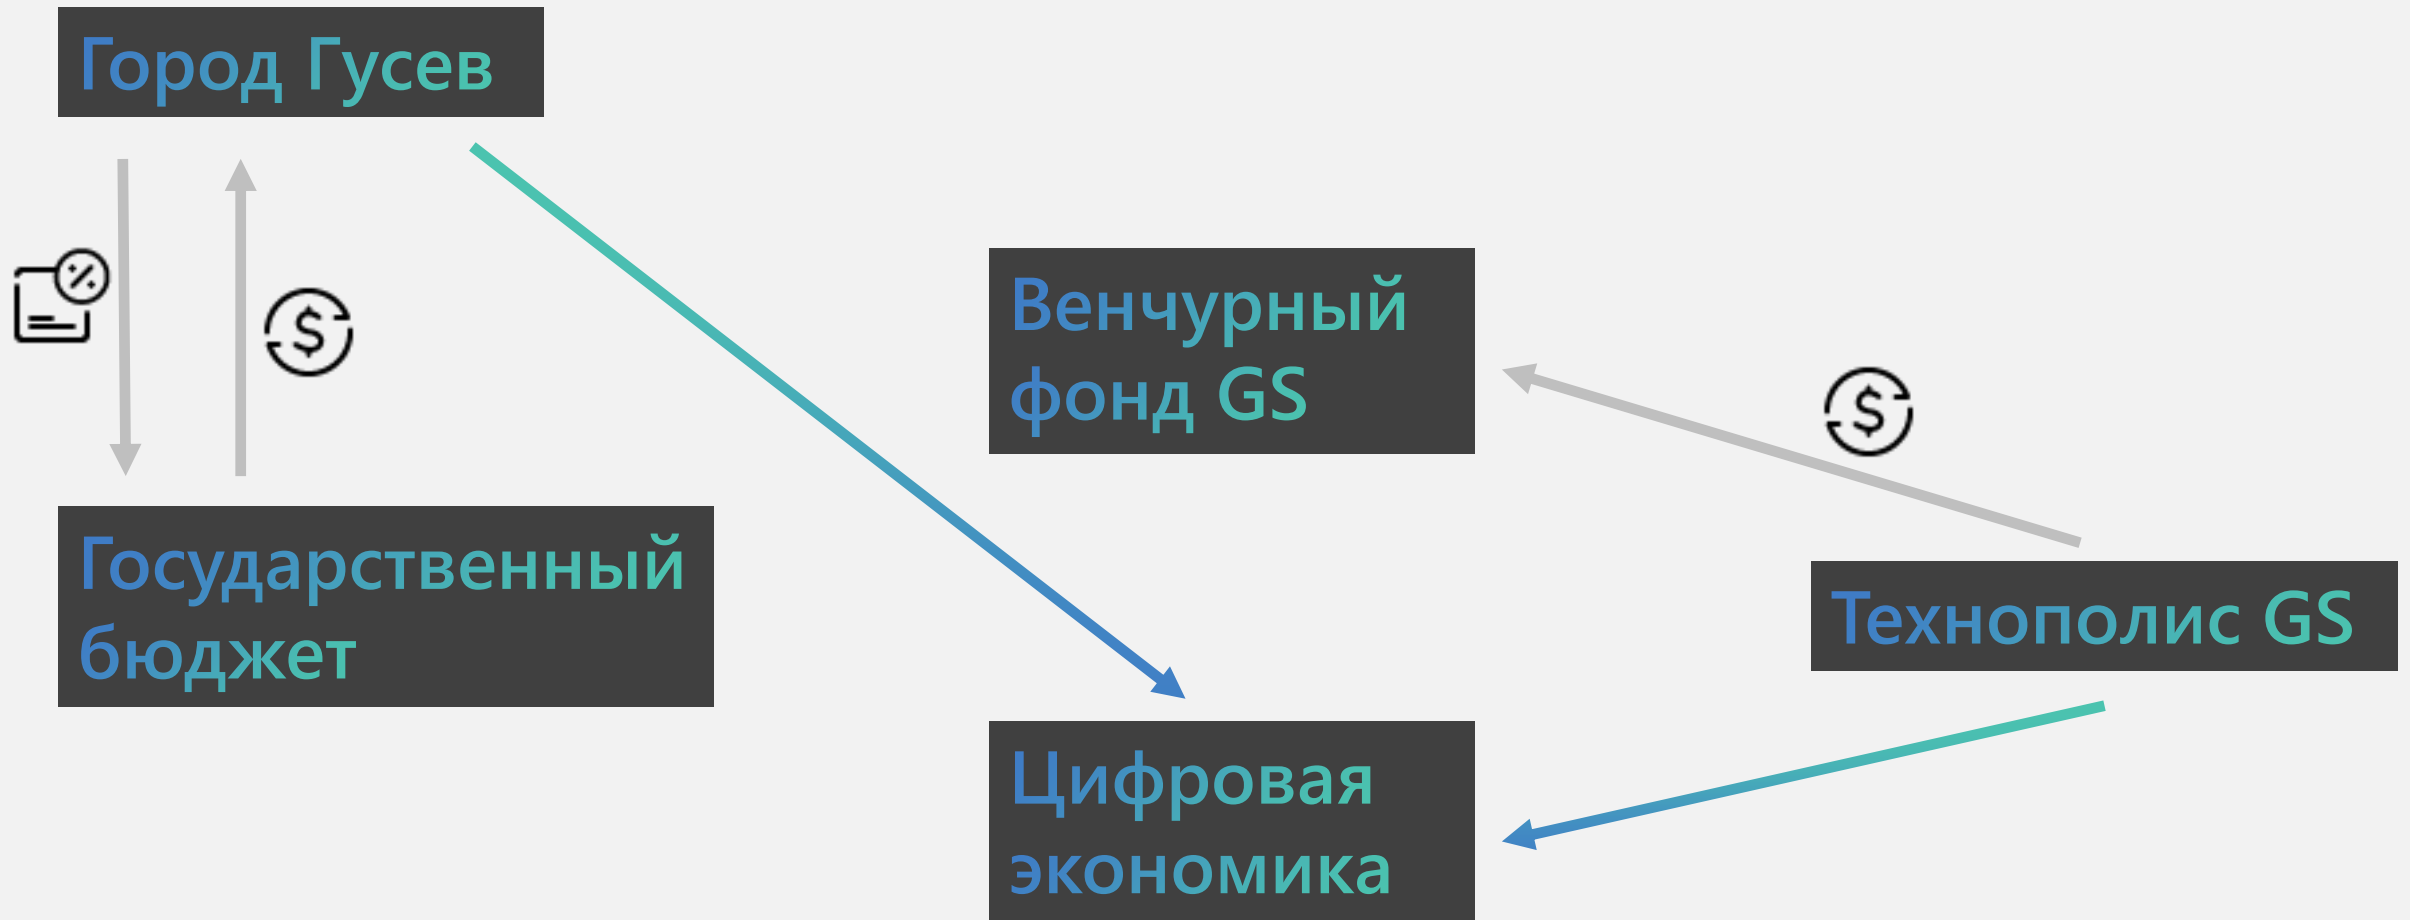 Город Гусев
Венчурный
фонд GS
Государственный
бюджет
Технополис GS
Цифровая
экономика